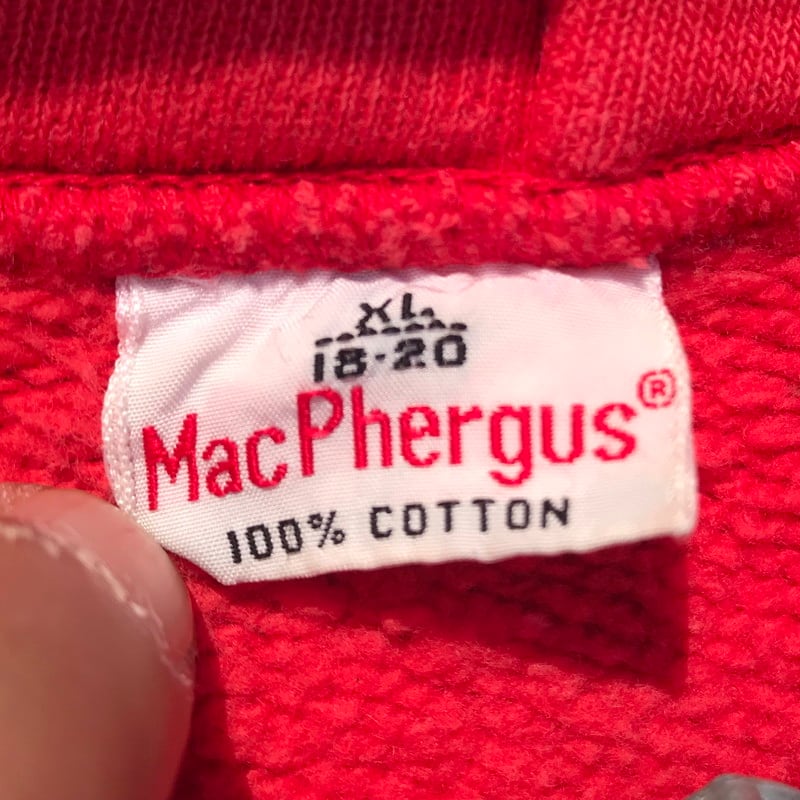 XL
18-20
MacPhergus®
100% COTTON